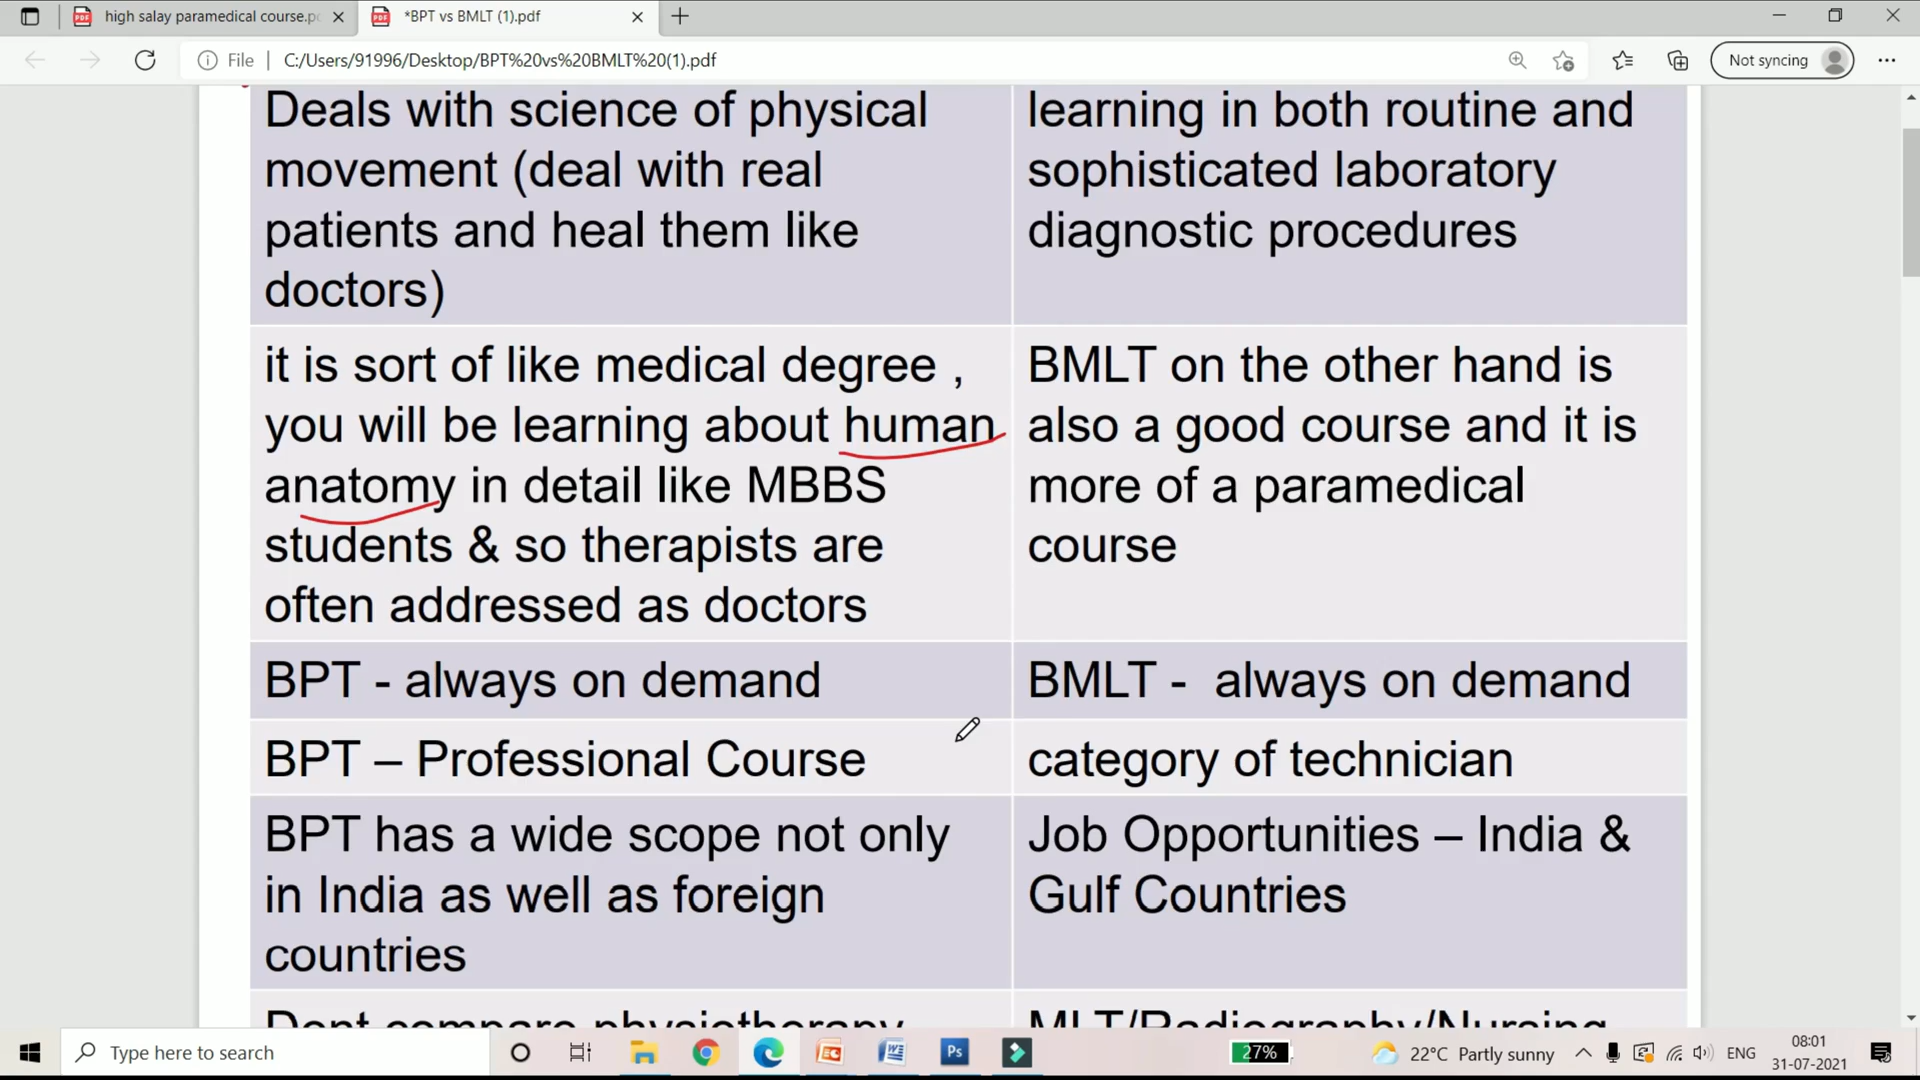 high salay paramedical course.p
*BPT vs BMLT (1).pdf
File
C:/Users/91996/Desktop/BPT%20vs%20BMLT%20(1).pdf
Not syncing
Deals with science of physical
movement (deal with real
patients and heal them like
doctors)
learning in both routine and
sophisticated laboratory
diagnostic procedures
it is sort of like medical degree ,
you will be learning about human
anatomy in detail like MBBS
students & so therapists are
often addressed as doctors
BMLT on the other hand is
also a good course and it is
more of a paramedical
course
BPT - always on demand
BMLT -  always on demand
BPT – Professional Course
category of technician
BPT has a wide scope not only
in India as well as foreign
countries
Job Opportunities – India &
Gulf Countries
Dont compare physiotherapy
MLT/Radiography/Nursing
Type here to search
Ps
27%
22°C Partly sunny
ENG
08:01
31-07-2021